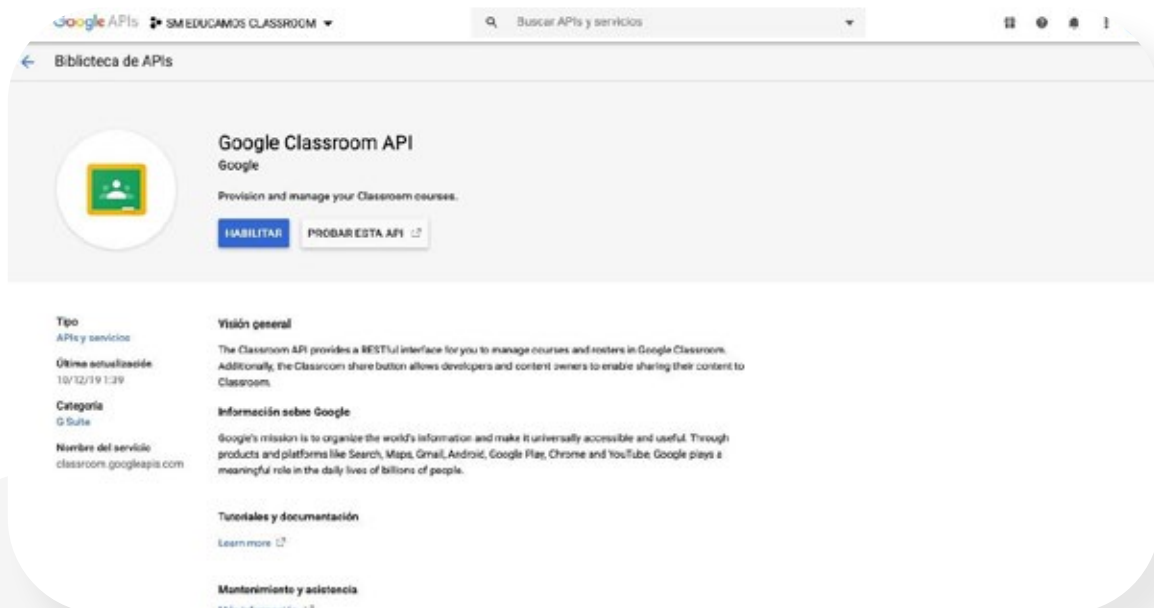 Google APIs SM EDUCAMOS CLASSROOM Buscar APIs y servicios
Biblioteca de APIs
Google Classroom API
Google
Provision and manage your Classroom courses.
HABILITAR PROBAR ESTA API
Tipo
APIs y servicios
Última actualización
10/12/19 1:39
Categoría
G Suite
Nombre del servicio
classroom.googleapis.com
Visión general
The Classroom API provides a RESTful interface for you to manage courses and rosters in Google Classroom.
Additionally, the Classroom share button allows developers and content owners to enable sharing their content to
Classroom.
Información sobre Google
Google's mission is to organize the world's information and make it universally accessible and useful. Through
products and platforms like Search, Maps, Gmail, Android, Google Play, Chrome and YouTube, Google plays a
meaningful role in the daily lives of billions of people.
Tutoriales y documentación
Learn more
Mantenimiento y asistencia